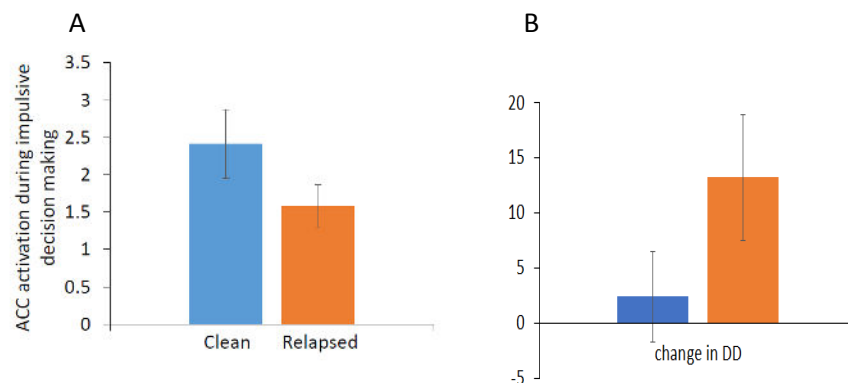 A
B
ACC activation during impulsive
decision making
3.5
3
2.5
2
1.5
1
0.5
0
Clean Relapsed
20
15
10
5
0
-5
change in DD